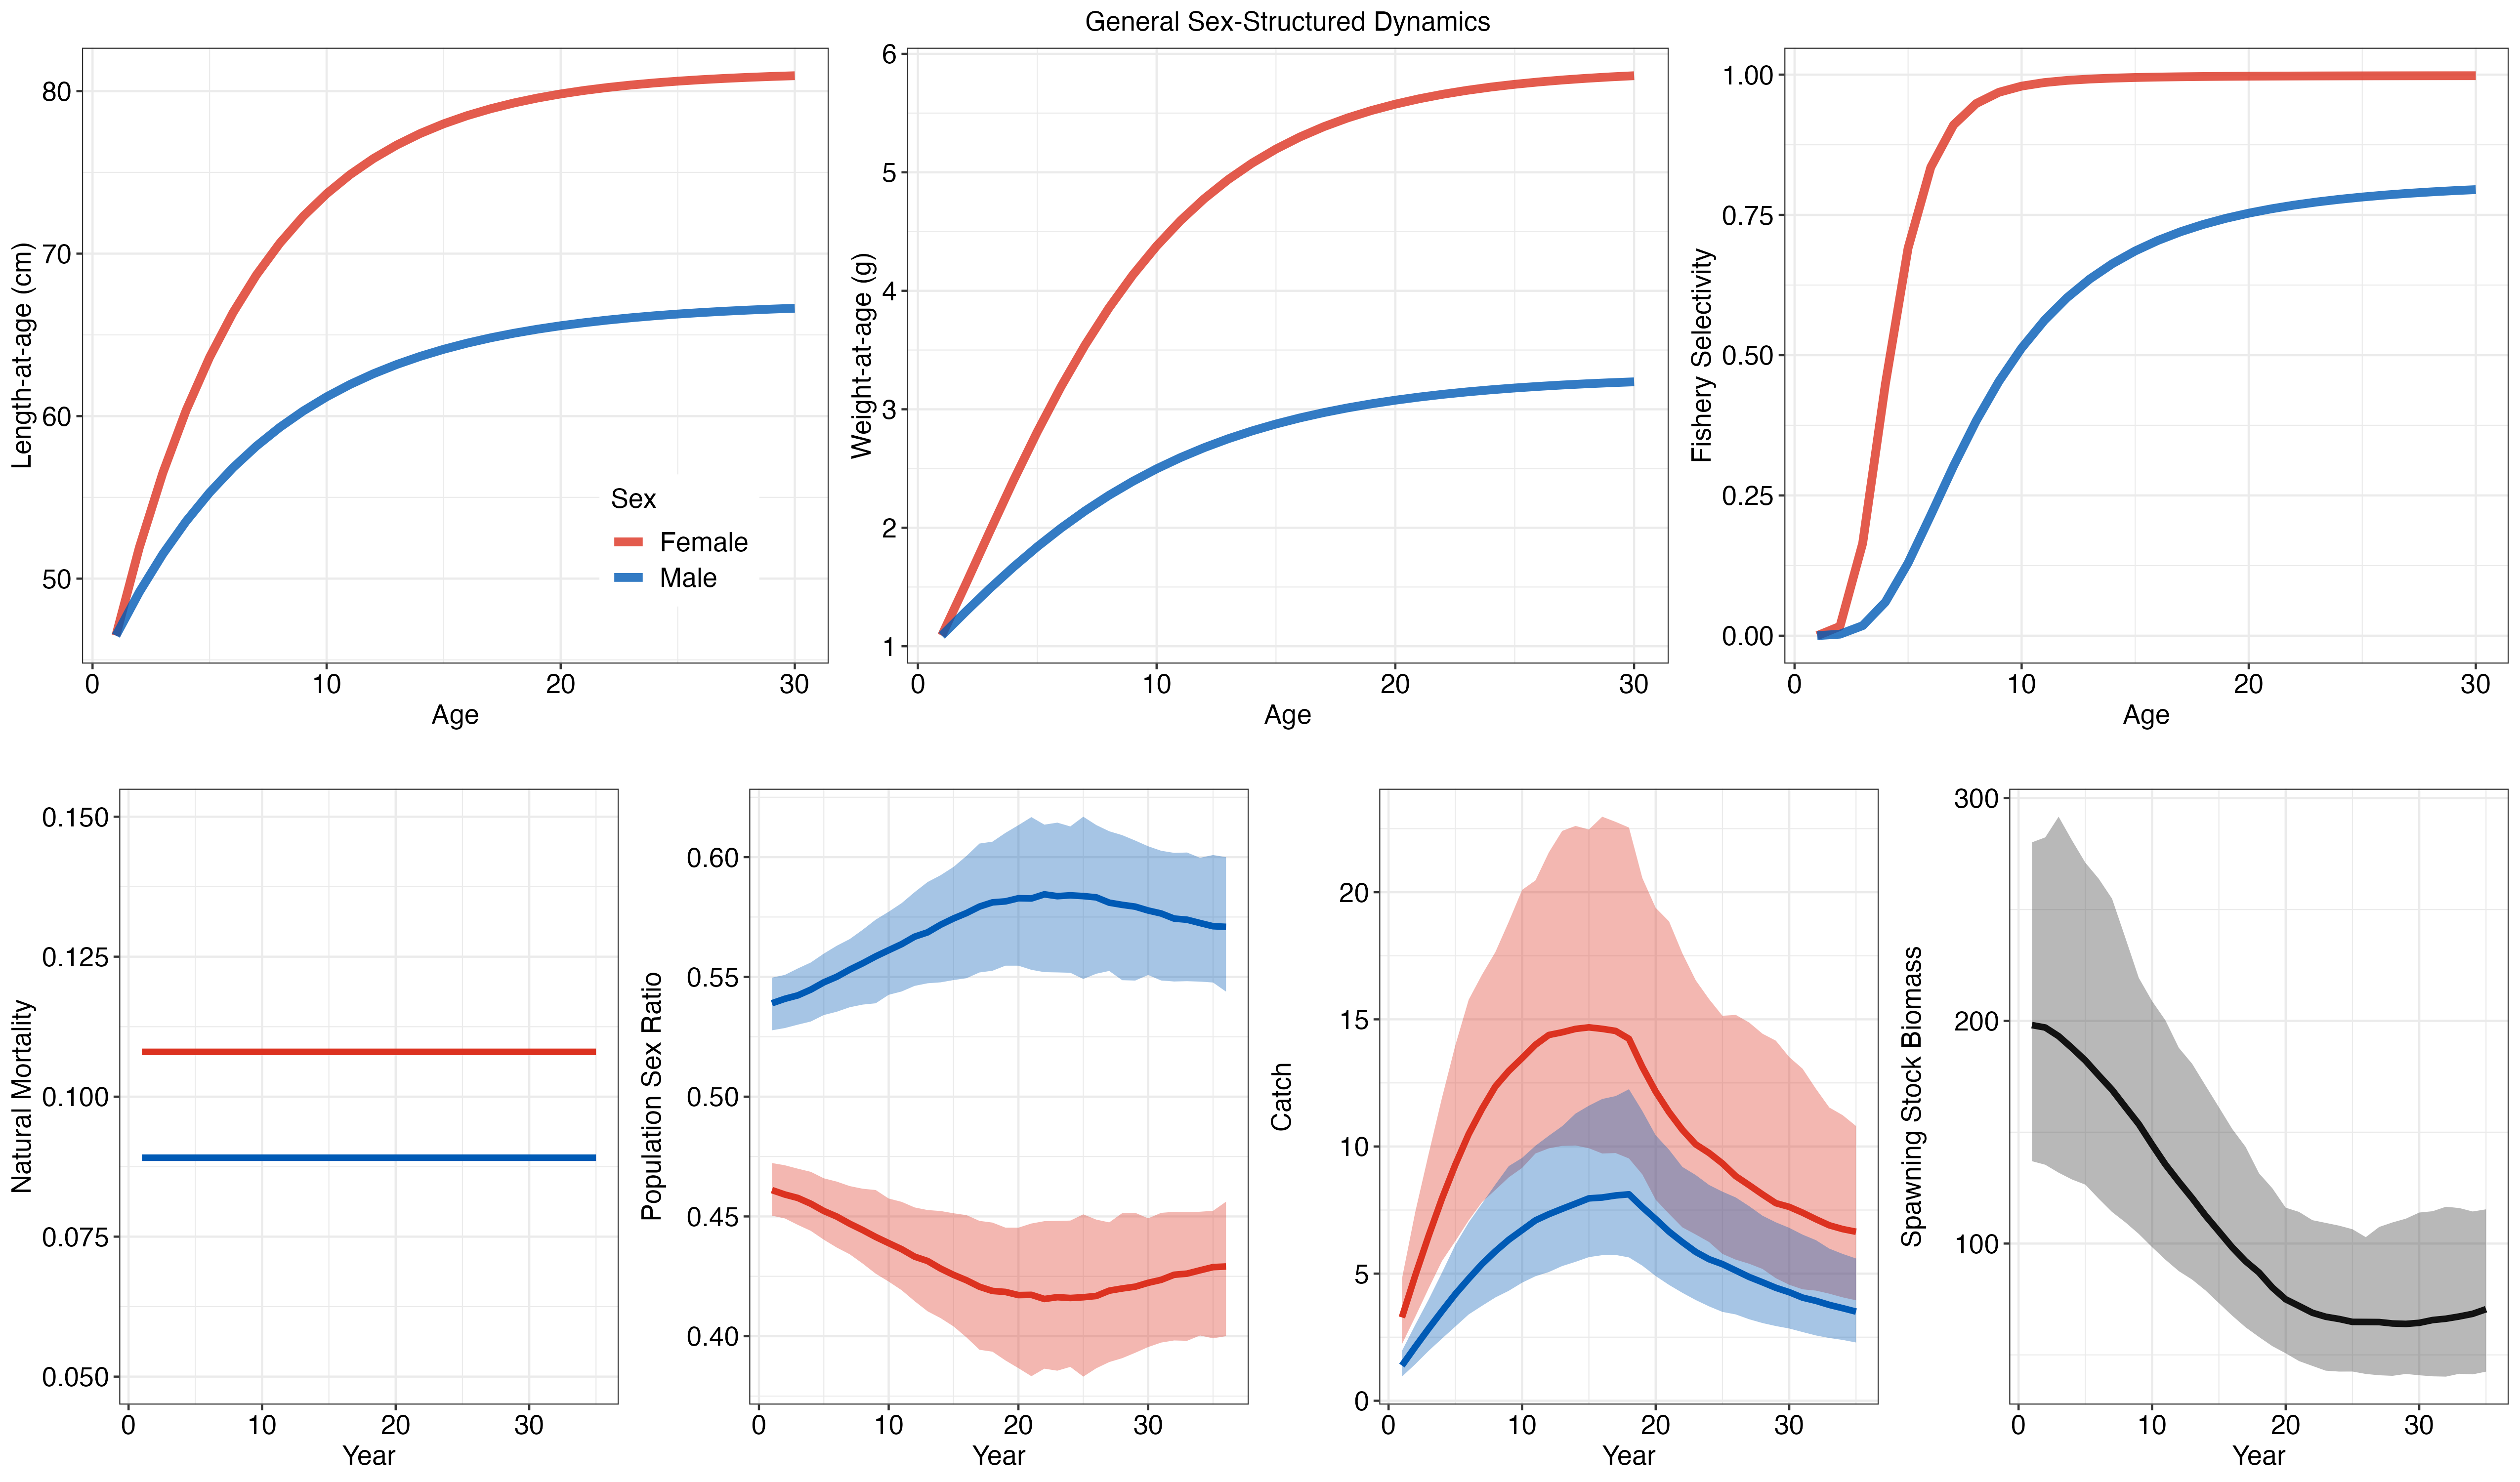 General Sex-Structured Dynamics
Length-at-age (cm)
80
70
60
50
0 10 20 30
Age
Sex
Female
Male
Weight-at-age (g)
6
5
4
3
2
1
0 10 20 30
Age
Fishery Selectivity
1.00
0.75
0.50
0.25
0.00
0 10 20 30
Age
Natural Mortality
0.150
0.125
0.100
0.075
0.050
0 10 20 30
Year
Population Sex Ratio
0.60
0.55
0.50
0.45
0.40
0 10 20 30
Year
Catch
20
15
10
5
0
0 10 20 30
Year
Spawning Stock Biomass
300
200
100
0 10 20 30
Year